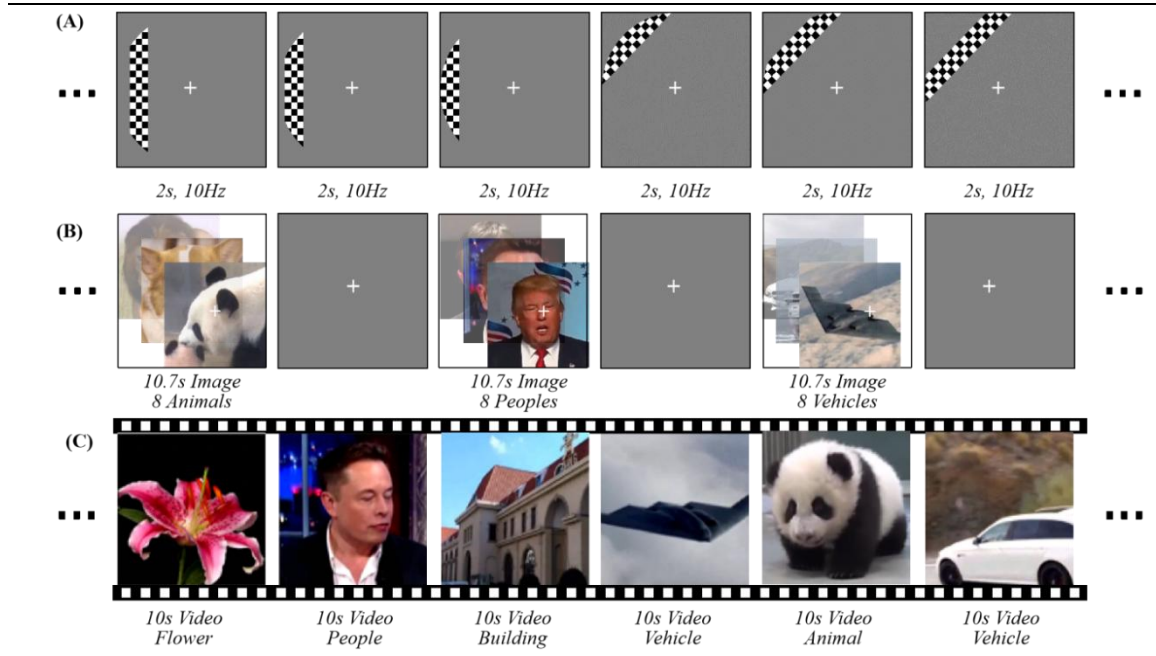 (A)
2s, 10Hz 2s, 10Hz 2s, 10Hz 2s, 10Hz 2s, 10Hz 2s, 10Hz
(B)
10.7s Image 10.7s Image 10.7s Image
8 Animals 8 Peoples 8 Vehicles
(C)
10s Video 10s Video 10s Video 10s Video 10s Video 10s Video
Flower People Building Vehicle Animal Vehicle